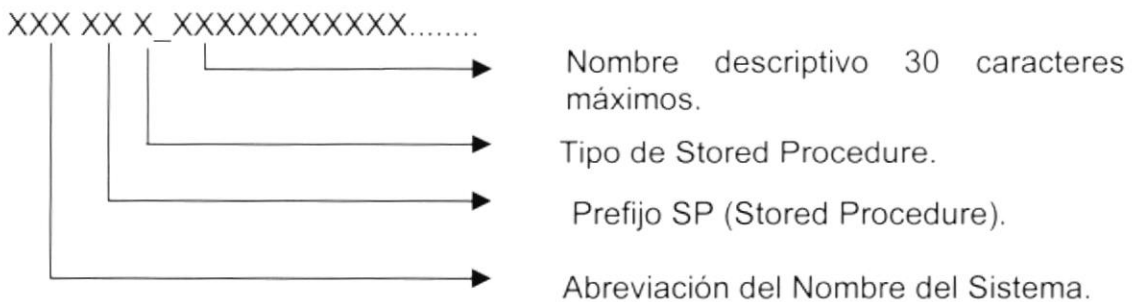 XXX XX X_XXXXXXXXXXXX........
Nombre descriptivo 30 caracteres
máximos.
Tipo de Stored Procedure.
Prefijo SP (Stored Procedure).
Abreviación del Nombre del Sistema.